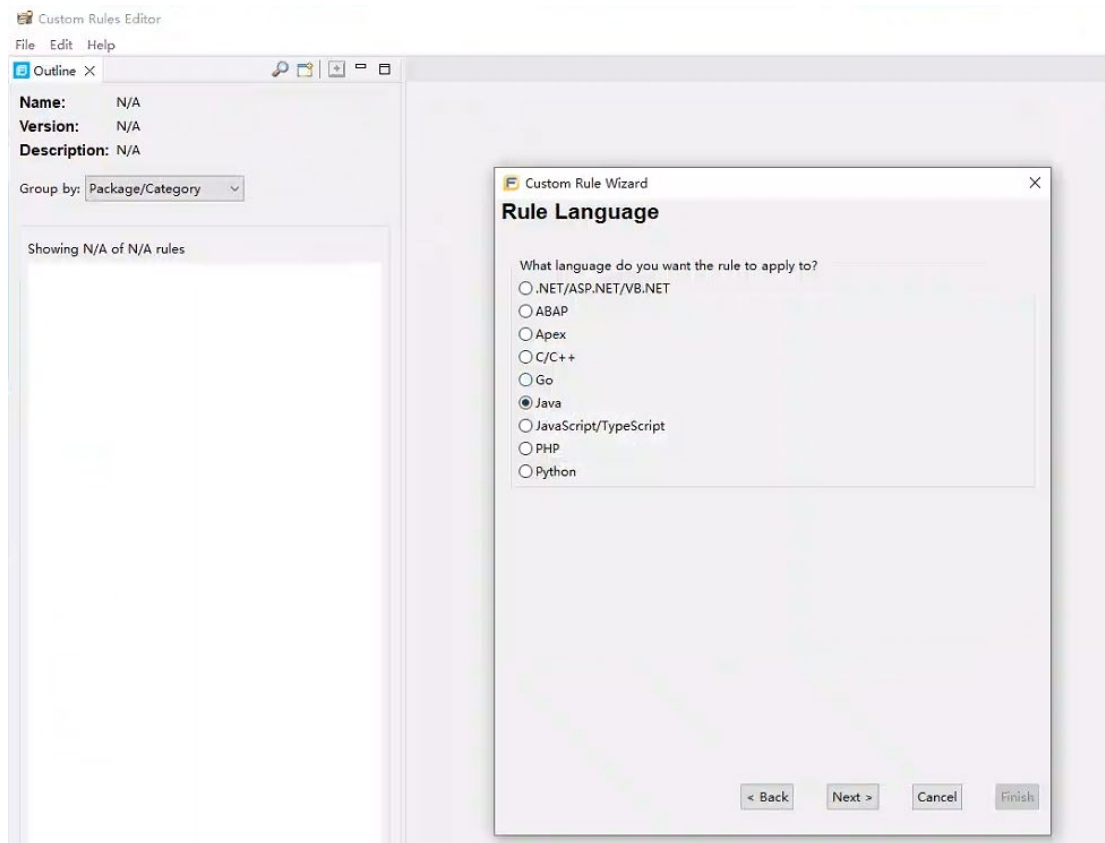 Custom Rules Editor
File Edit Help
Outline
Name: N/A
Version: N/A
Description: N/A
Group by: Package/Category
Showing N/A of N/A rules
Custom Rule Wizard
Rule Language
What language do you want the rule to apply to?
.NET/ASP.NET/VB.NET
ABAP
Apex
C/C++
Go
Java
JavaScript/TypeScript
PHP
Python
< Back Next > Cancel Finish